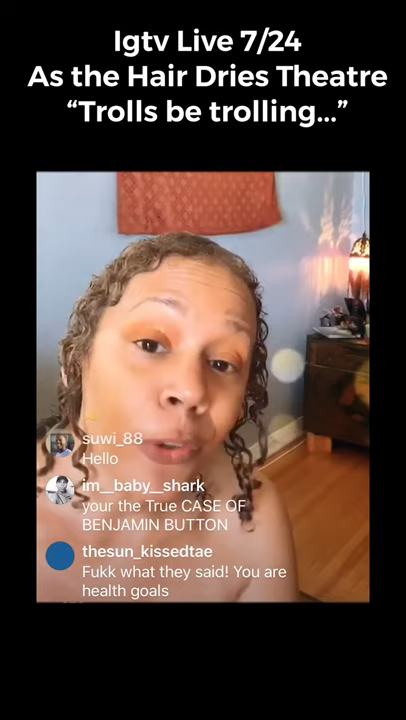 Igtv Live 7/24
As the Hair Dries Theatre
“Trolls be trolling...”
suwi_88
Hello
im__baby__shark
your the True CASE OF
BENJAMIN BUTTON
thesun_kissedtae
Fukk what they said! You are
health goals